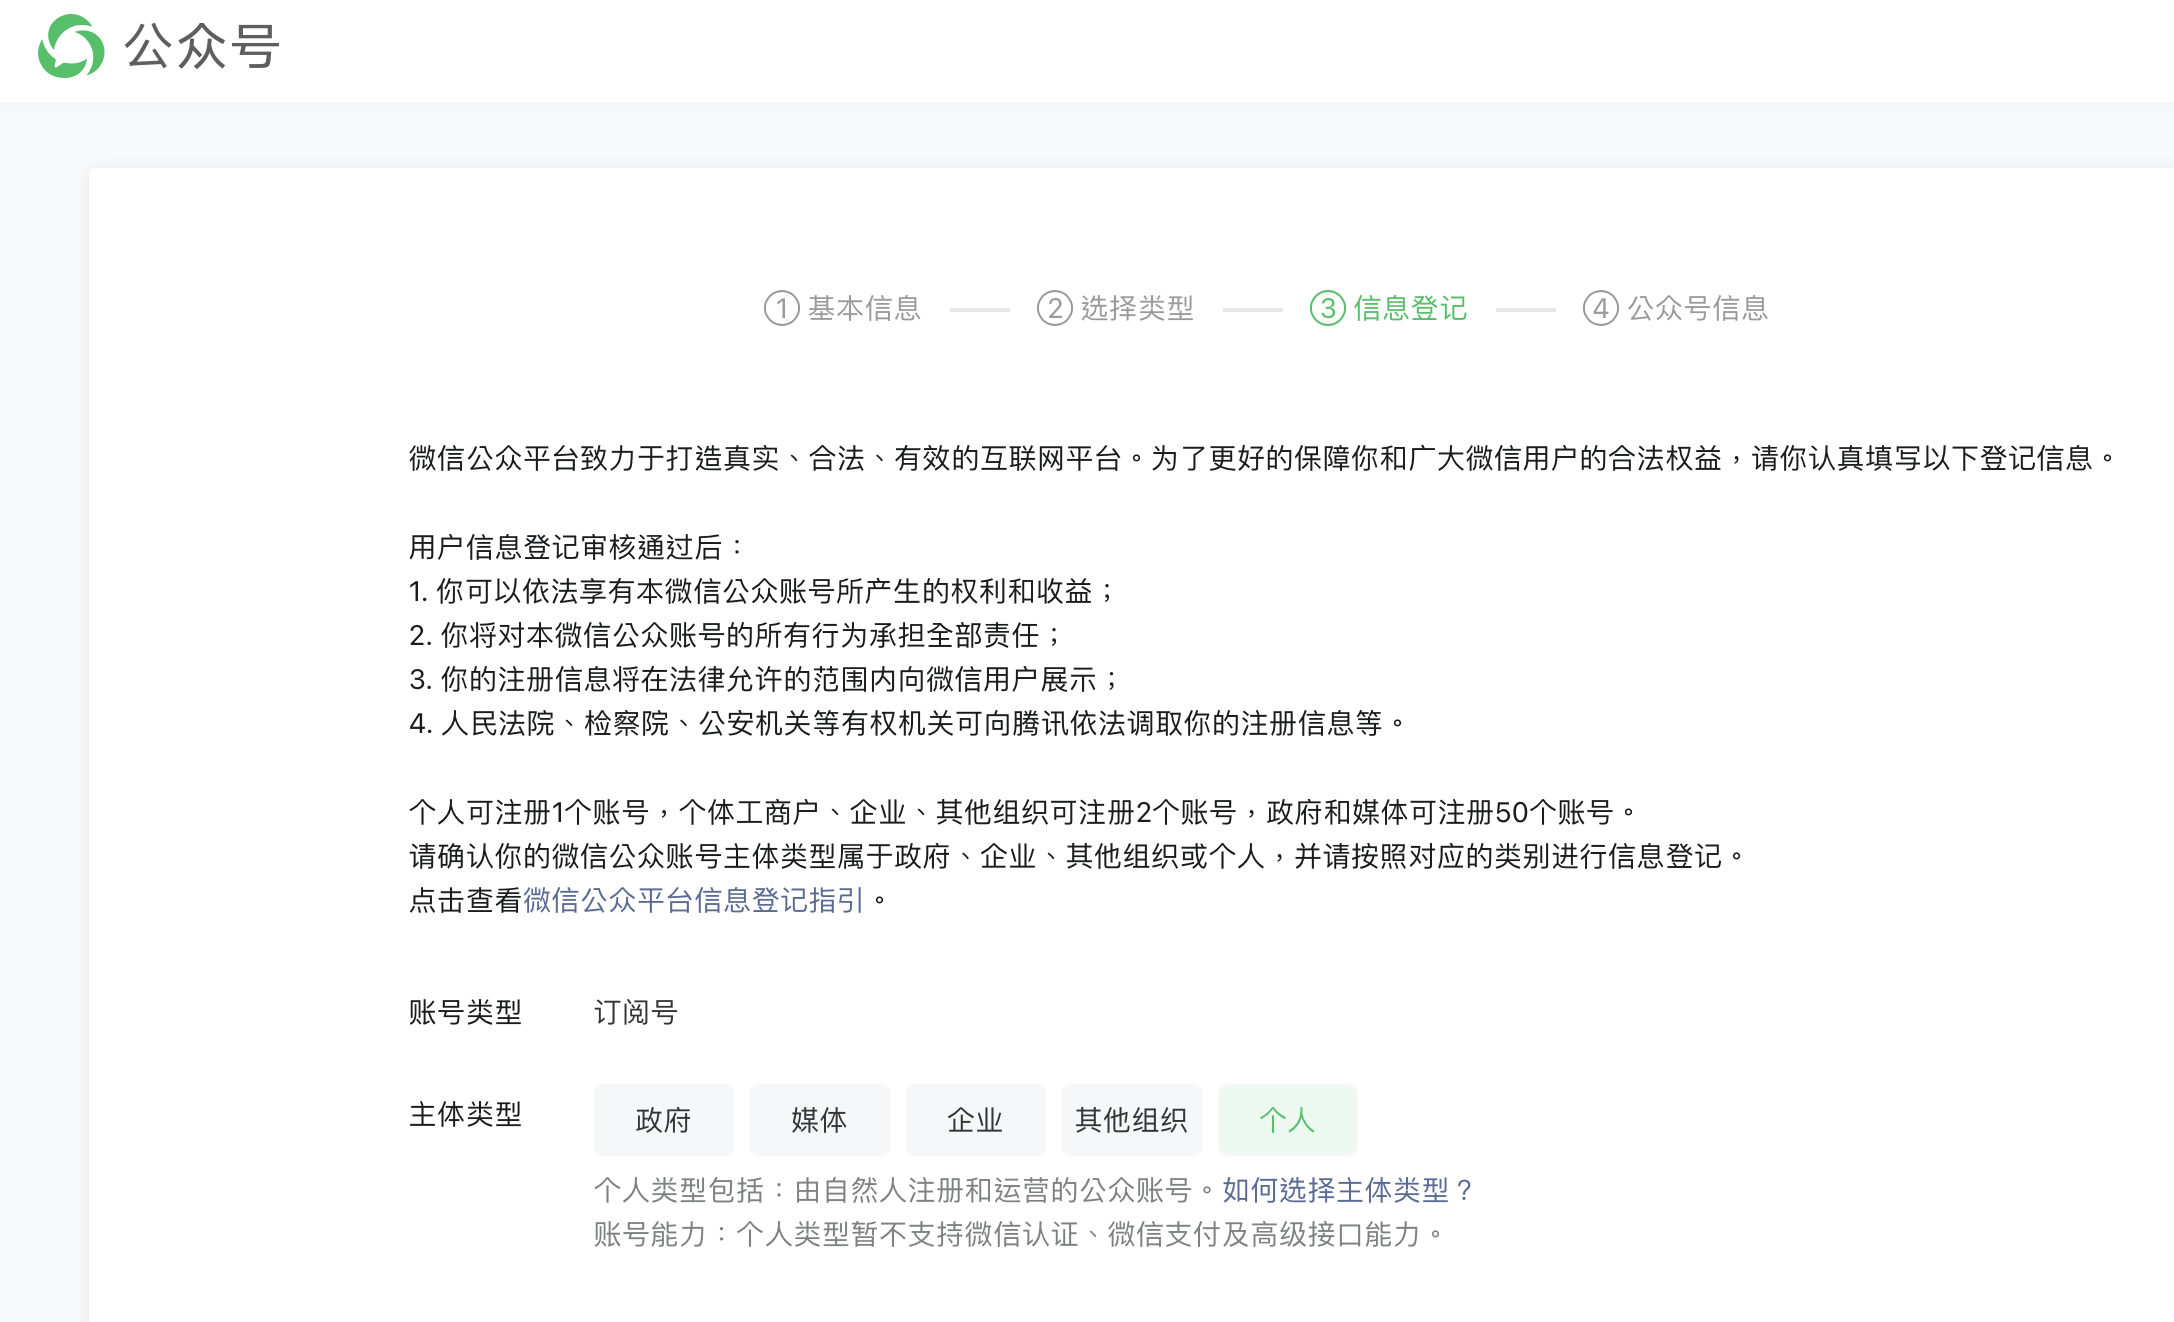 公众号
① 基本信息 ② 选择类型 ③ 信息登记 ④ 公众号信息
微信公众平台致力于打造真实、合法、有效的互联网平台。为了更好的保障你和广大微信用户的合法权益，请你认真填写以下登记信息。
用户信息登记审核通过后：
1. 你可以依法享有本微信公众账号所产生的权利和收益；
2. 你将对本微信公众账号的所有行为承担全部责任；
3. 你的注册信息将在法律允许的范围内向微信用户展示；
4. 人民法院、检察院、公安机关等有权机关可向腾讯依法调取你的注册信息等。
个人可注册1个账号，个体工商户、企业、其他组织可注册2个账号，政府和媒体可注册50个账号。
请确认你的微信公众账号主体类型属于政府、企业、其他组织或个人，并请按照对应的类别进行信息登记。
点击查看微信公众平台信息登记指引。
账号类型 订阅号
主体类型 政府 媒体 企业 其他组织 个人
个人类型包括：由自然人注册和运营的公众账号。如何选择主体类型？
账号能力：个人类型暂不支持微信认证、微信支付及高级接口能力。